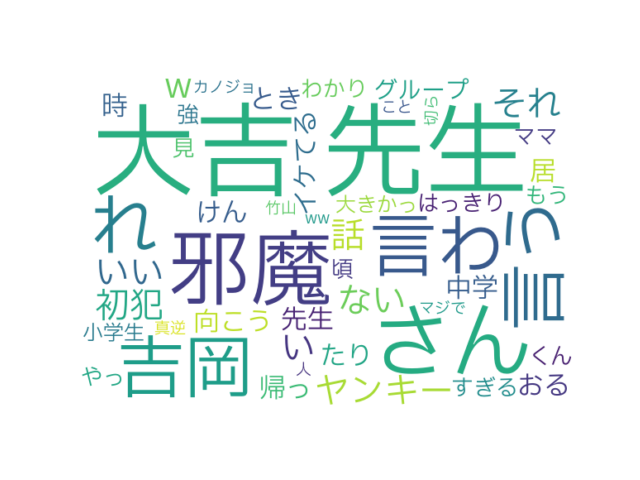 w カノジョ とき わかり グループ それ
時 強 こと 切ら ママ
大吉先生
見 イケてる 居
れ けん 竹山 ww 大きかっ はっきり もう
邪魔 話 言わ 言う
いい 頃 ない 中学
初犯 向こう 先生 マジで
小学生 真逆 い さん
吉岡 たり くん
やっ 人 帰っ ヤンキー すぎる おる